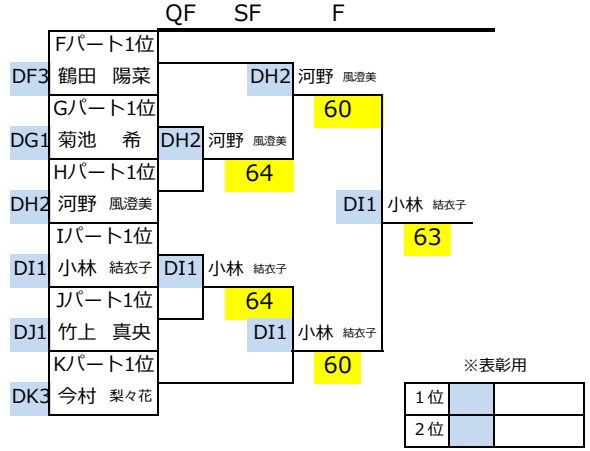 QF SF F
Fパート1位
DF3 鶴田 陽菜 DH2 河野 風澄美
Gパート1位 60
DG1 菊池 希 DH2 河野 風澄美
Hパート1位 64
DH2 河野 風澄美 DI1 小林 結衣子
Iパート1位 63
DI1 小林 結衣子 DI1 小林 結衣子
Jパート1位 64
DJ1 竹上 真央 DI1 小林 結衣子
Kパート1位 60 ※表彰用
DK3 今村 梨々花 1位
2位